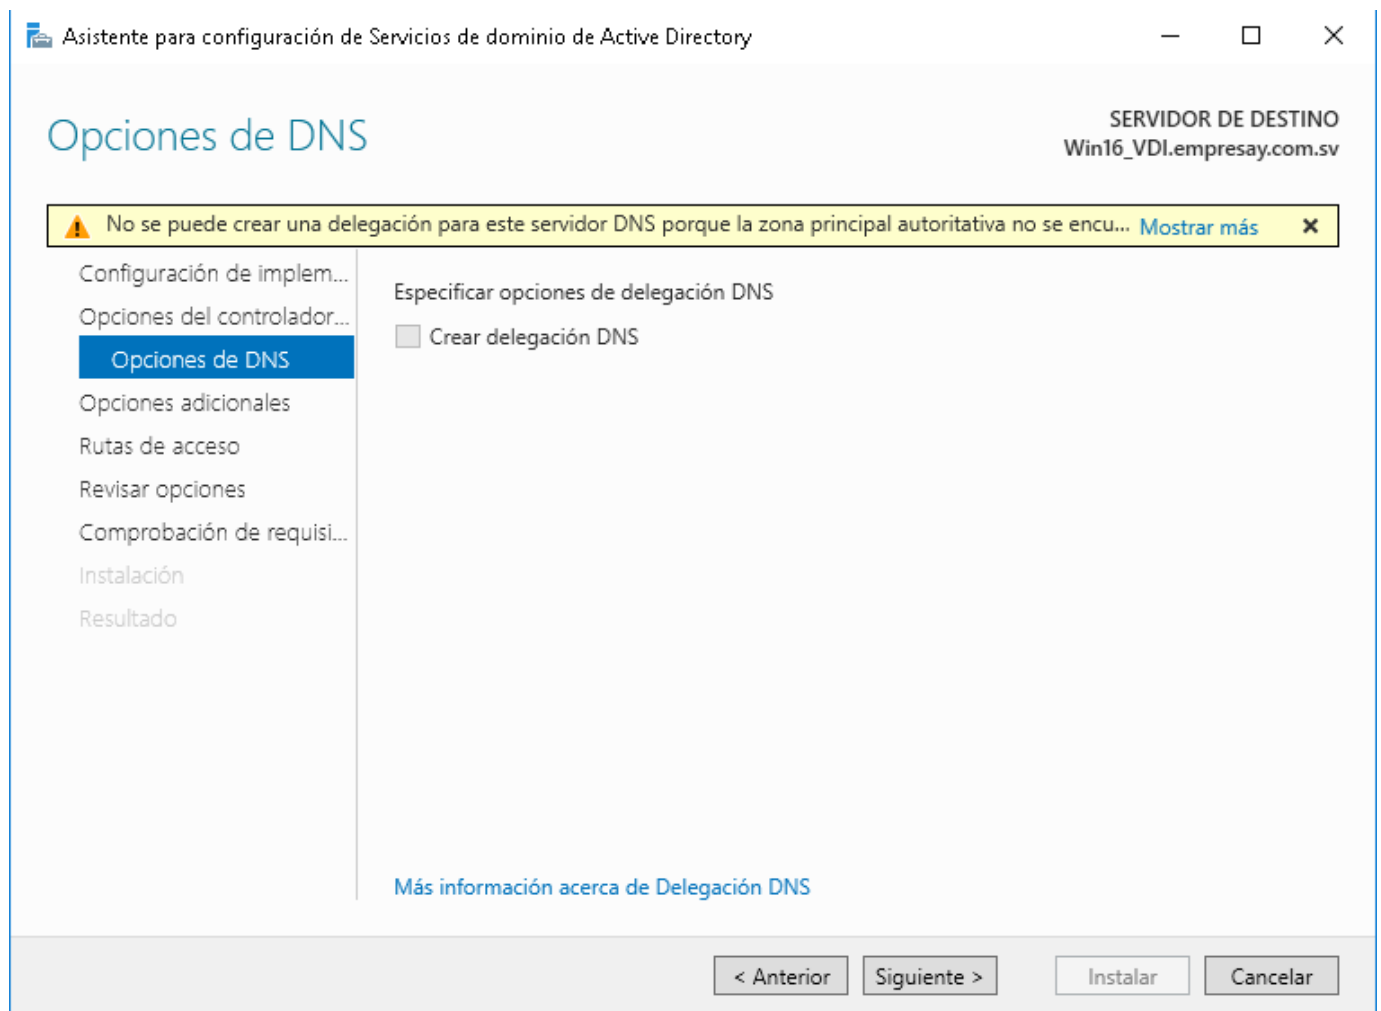 Asistente para configuración de Servicios de dominio de Active Directory
Opciones de DNS
SERVIDOR DE DESTINO
Win16_VDI.empresay.com.sv
No se puede crear una delegación para este servidor DNS porque la zona principal autoritativa no se encu... Mostrar más
Configuración de implem...
Opciones del controlador...
Opciones de DNS
Opciones adicionales
Rutas de acceso
Revisar opciones
Comprobación de requisi...
Instalación
Resultado
Especificar opciones de delegación DNS
Crear delegación DNS
Más información acerca de Delegación DNS
< Anterior
Siguiente >
Instalar
Cancelar